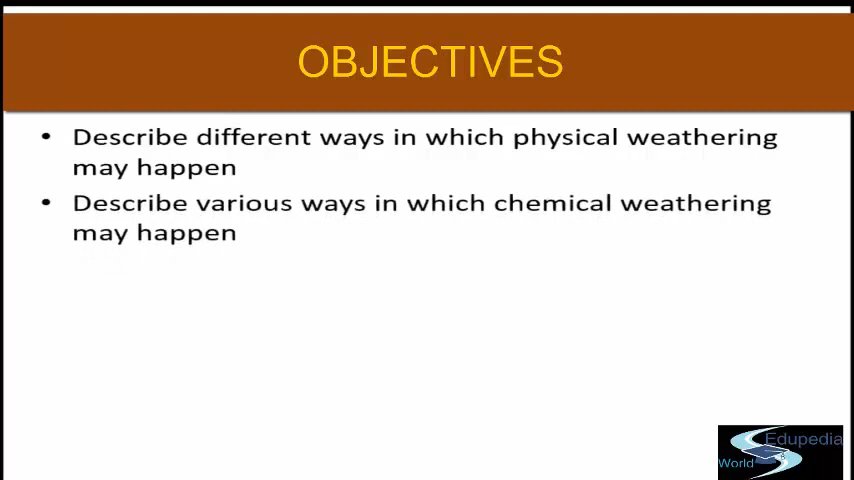 OBJECTIVES
• Describe different ways in which physical weathering
may happen
• Describe various ways in which chemical weathering
may happen
Edupedia
World